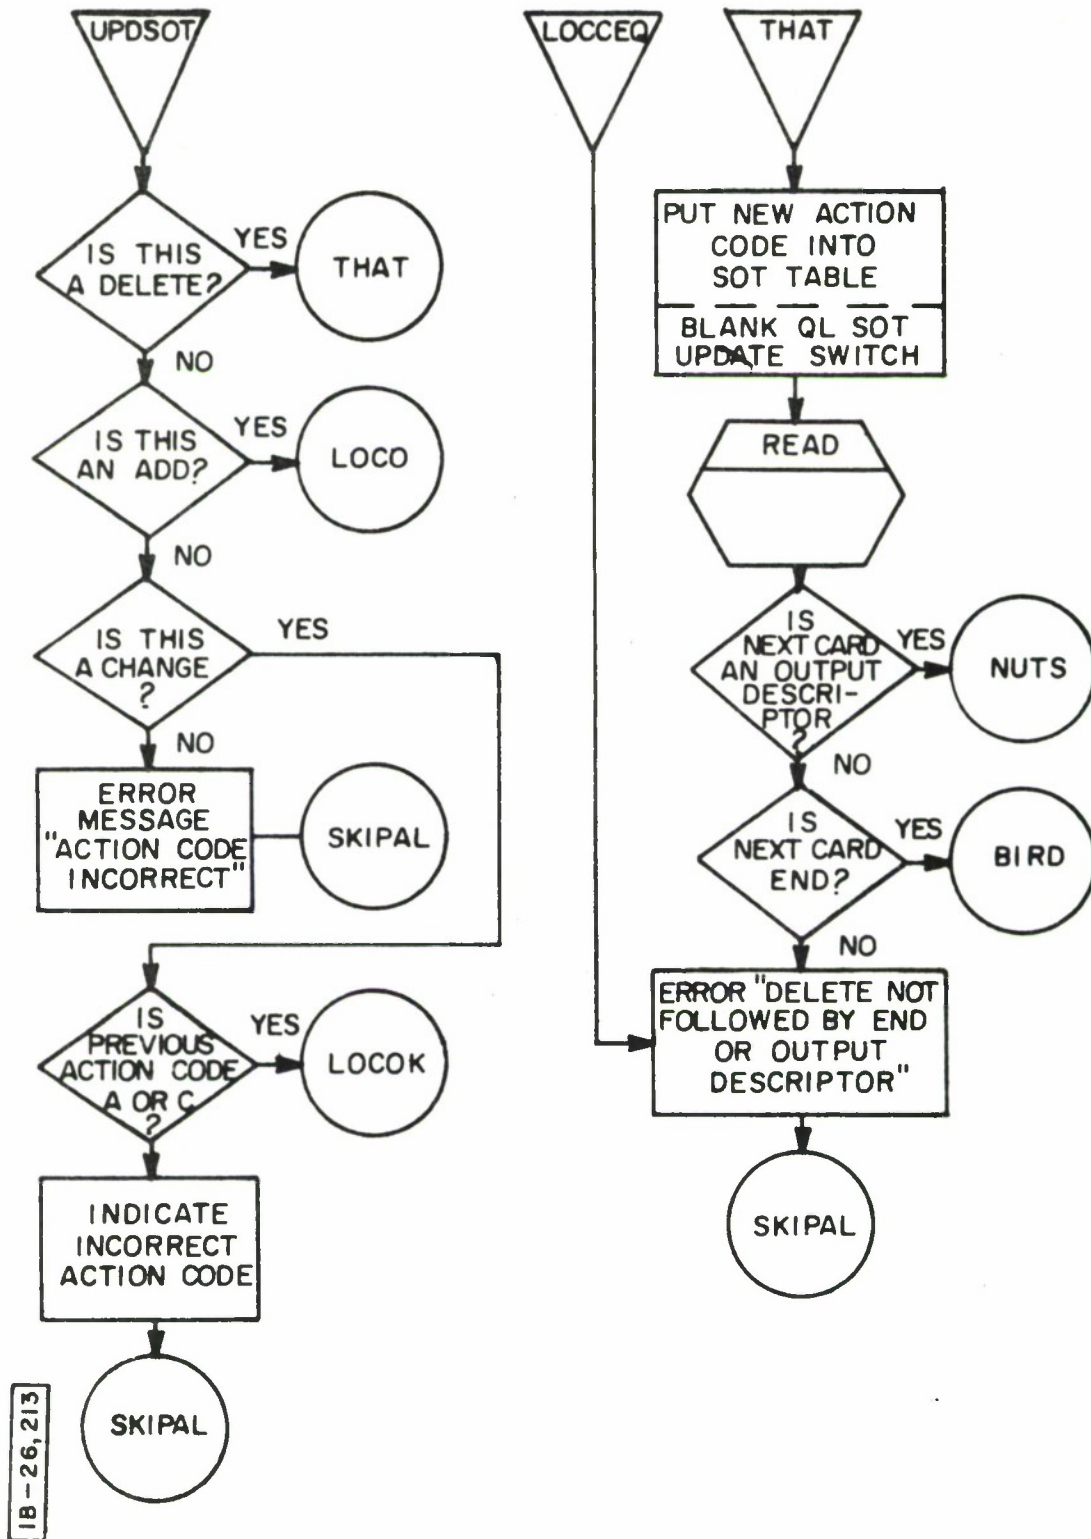 UPDSOT
IS THIS
A DELETE?
YES
THAT
NO
IS THIS
AN ADD?
YES
LOCO
NO
IS THIS
A CHANGE
?
YES
NO
ERROR
MESSAGE
"ACTION CODE
INCORRECT"
SKIPAL
IS
PREVIOUS
ACTION CODE
A OR C
?
YES
LOCOK
INDICATE
INCORRECT
ACTION CODE
SKIPAL
LOCCEQ
THAT
PUT NEW ACTION
CODE INTO
SOT TABLE
BLANK QL SOT
UPDATE SWITCH
READ
IS
NEXT CARD
AN OUTPUT
DESCRI-
PTOR
?
YES
NUTS
NO
IS
NEXT CARD
END?
YES
BIRD
NO
ERROR "DELETE NOT
FOLLOWED BY END
OR OUTPUT
DESCRIPTOR"
SKIPAL
IB-26,213